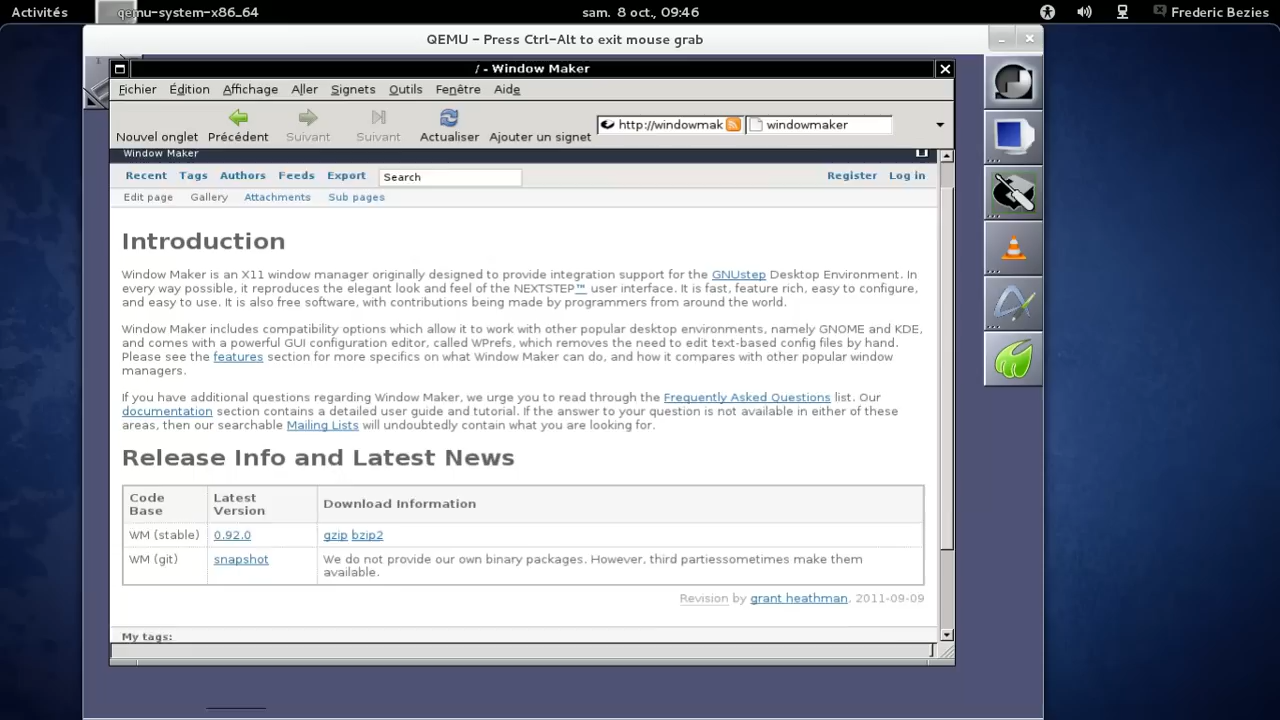 Activités qemu-system-x86_64 sam. 8 oct., 09:46 Frederic Bezies
QEMU – Press Ctrl-Alt to exit mouse grab
1
/ - Window Maker
Fichier Édition Affichage Aller Signets Outils Fenêtre Aide
Nouvel onglet Précédent Suivant Suivant Actualiser Ajouter un signet http://windowmak windowmaker
Window Maker
Recent Tags Authors Feeds Export Search Register Log in
Edit page Gallery Attachments Sub pages
Introduction
Window Maker is an X11 window manager originally designed to provide integration support for the GNUstep Desktop Environment. In
every way possible, it reproduces the elegant look and feel of the NEXTSTEP™ user interface. It is fast, feature rich, easy to configure,
and easy to use. It is also free software, with contributions being made by programmers from around the world.
Window Maker includes compatibility options which allow it to work with other popular desktop environments, namely GNOME and KDE,
and comes with a powerful GUI configuration editor, called WPrefs, which removes the need to edit text-based config files by hand.
Please see the features section for more specifics on what Window Maker can do, and how it compares with other popular window
managers.
If you have additional questions regarding Window Maker, we urge you to read through the Frequently Asked Questions list. Our
documentation section contains a detailed user guide and tutorial. If the answer to your question is not available in either of these
areas, then our searchable Mailing Lists will undoubtedly contain what you are looking for.
Release Info and Latest News
Code Base Latest Version Download Information
WM (stable) 0.92.0 gzip bzip2
WM (git) snapshot We do not provide our own binary packages. However, third partiessometimes make them
available.
Revision by grant heathman. 2011-09-09
My tags: